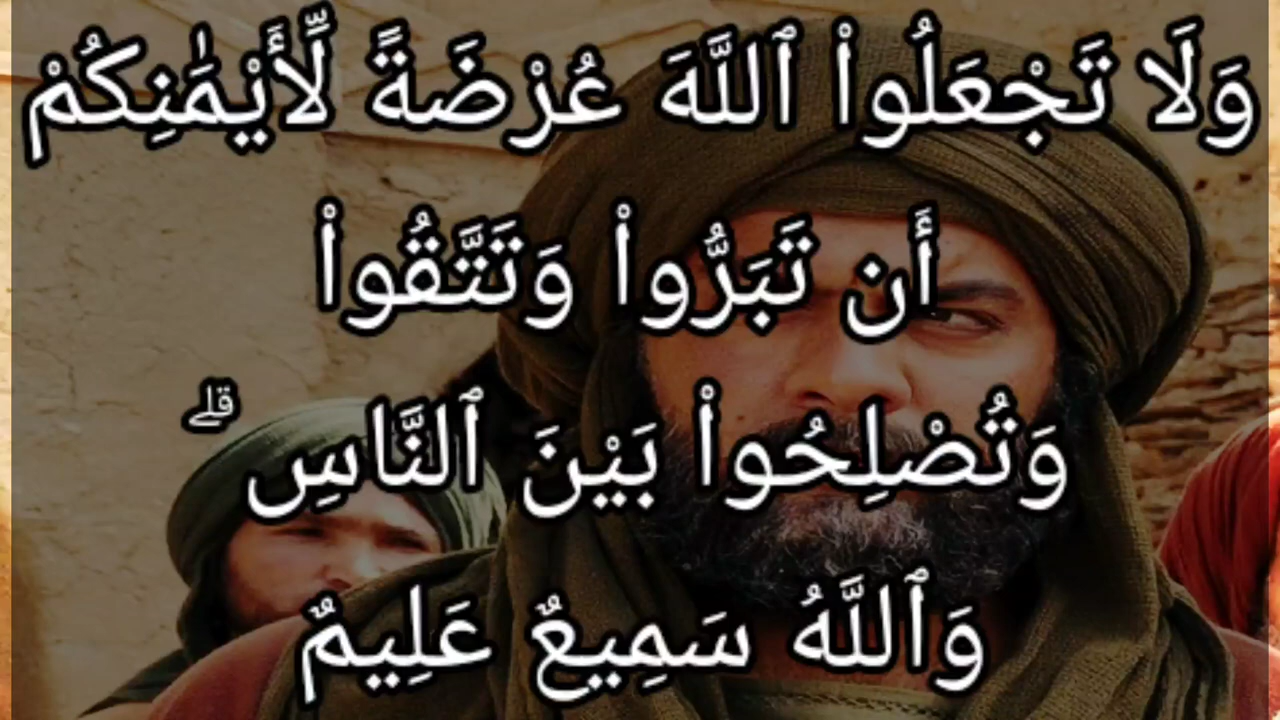 وَلَا تَجْعَلُوا۟ ٱللَّهَ عُرْضَةً لِّأَيْمَـٰنِكُمْ
أَن تَبَرُّوا۟ وَتَتَّقُوا۟
وَتُصْلِحُوا۟ بَيْنَ ٱلنَّاسِ ۗ
وَٱللَّهُ سَمِيعٌ عَلِيمٌ